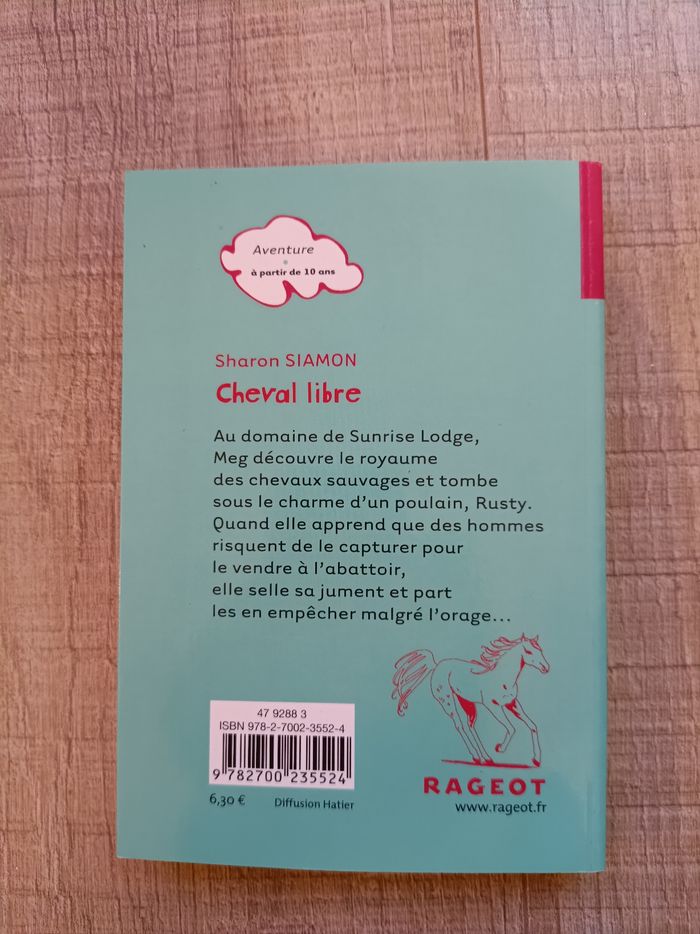 Aventure
à partir de 10 ans
Sharon SIAMON
Cheval libre
Au domaine de Sunrise Lodge,
Meg découvre le royaume
des chevaux sauvages et tombe
sous le charme d'un poulain, Rusty.
Quand elle apprend que des hommes
risquent de le capturer pour
le vendre à l'abattoir,
elle selle sa jument et part
les en empêcher malgré l'orage...
47 9288 3
ISBN 978-2-7002-3552-4
9 782700 235524
6,30 €
Diffusion Hatier
RAGEOT
www.rageot.fr